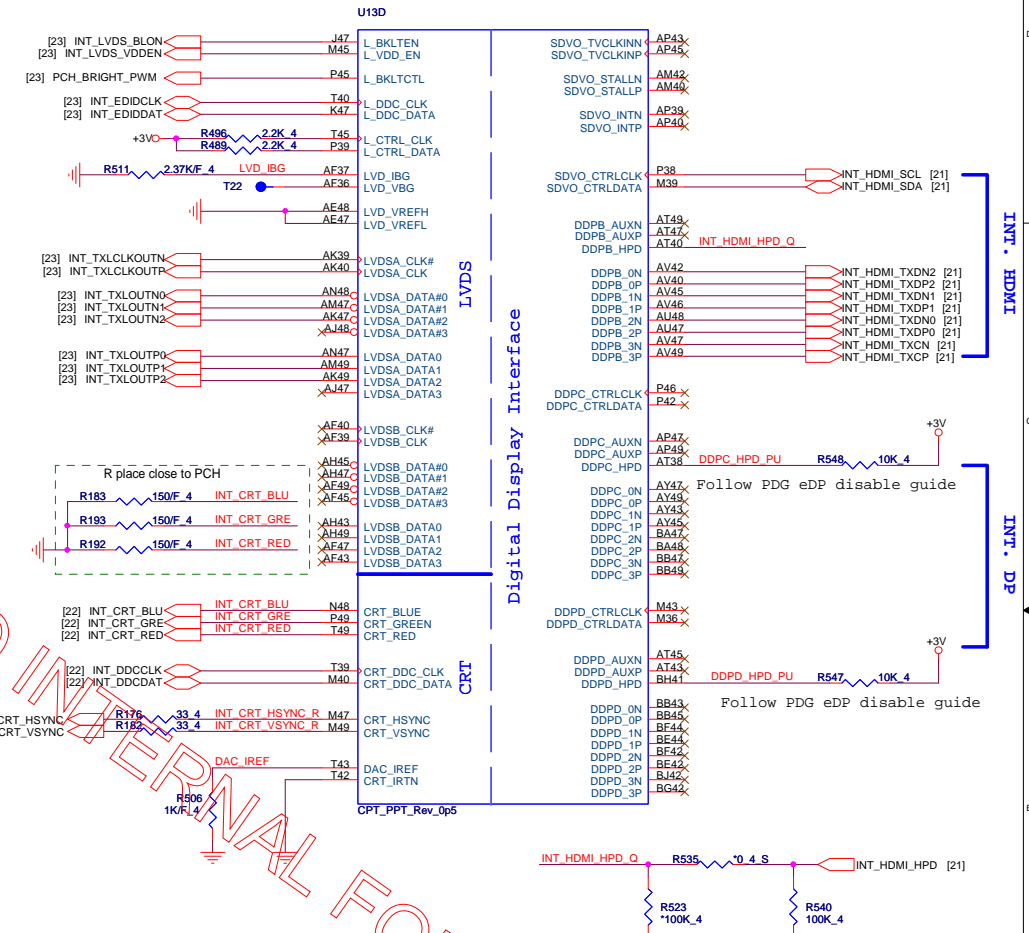 U13D
[23] INT_LVDS_BLON J47 L_BKLTEN
[23] INT_LVDS_VDDEN M45 L_VDD_EN
[23] PCH_BRIGHT_PWM P45 L_BKLTCTL
[23] INT_EDIDCLK T40 L_DDC_CLK
[23] INT_EDIDDAT K47 L_DDC_DATA
+3V R496 2.2K_4 T45 L_CTRL_CLK
R489 2.2K_4 P39 L_CTRL_DATA
R511 2.37K/F_4 LVD_IBG AF37 LVD_IBG
T22 AF36 LVD_VBG
AE48 LVD_VREFH
AE47 LVD_VREFL
[23] INT_TXLCLKOUTN AK39 LVDSA_CLK#
[23] INT_TXLCLKOUTP AK40 LVDSA_CLK
[23] INT_TXLOUTN0 AN48 LVDSA_DATA#0
[23] INT_TXLOUTN1 AM47 LVDSA_DATA#1
[23] INT_TXLOUTN2 AK47 LVDSA_DATA#2
AJ48 LVDSA_DATA#3
[23] INT_TXLOUTP0 AN47 LVDSA_DATA0
[23] INT_TXLOUTP1 AM49 LVDSA_DATA1
[23] INT_TXLOUTP2 AK49 LVDSA_DATA2
AJ47 LVDSA_DATA3
AF40 LVDSB_CLK#
AF39 LVDSB_CLK
AH45 LVDSB_DATA#0
AH47 LVDSB_DATA#1
AF49 LVDSB_DATA#2
AF45 LVDSB_DATA#3
AH43 LVDSB_DATA0
AH49 LVDSB_DATA1
AF47 LVDSB_DATA2
AF43 LVDSB_DATA3
R place close to PCH
R183 150/F_4 INT_CRT_BLU
R193 150/F_4 INT_CRT_GRE
R192 150/F_4 INT_CRT_RED
[22] INT_CRT_BLU INT_CRT_BLU N48 CRT_BLUE
[22] INT_CRT_GRE INT_CRT_GRE P49 CRT_GREEN
[22] INT_CRT_RED INT_CRT_RED T49 CRT_RED
[22] INT_DDCCLK T39 CRT_DDC_CLK
[22] INT_DDCDAT M40 CRT_DDC_DATA
CRT_HSYNC R176 33_4 INT_CRT_HSYNC_R M47 CRT_HSYNC
CRT_VSYNC R182 33_4 INT_CRT_VSYNC_R M49 CRT_VSYNC
DAC_IREF T43 DAC_IREF
T42 CRT_IRTN
R506
1K/F_4
CPT_PPT_Rev_0p5
LVDS
CRT
Digital Display Interface
SDVO_TVCLKINN AP43
SDVO_TVCLKINP AP45
SDVO_STALLN AM42
SDVO_STALLP AM40
SDVO_INTN AP39
SDVO_INTP AP40
SDVO_CTRLCLK P38 INT_HDMI_SCL [21]
SDVO_CTRLDATA M39 INT_HDMI_SDA [21]
DDPB_AUXN AT49
DDPB_AUXP AT47
DDPB_HPD AT40 INT_HDMI_HPD_Q
DDPB_0N AV42 INT_HDMI_TXDN2 [21]
DDPB_0P AV40 INT_HDMI_TXDP2 [21]
DDPB_1N AV45 INT_HDMI_TXDN1 [21]
DDPB_1P AV46 INT_HDMI_TXDP1 [21]
DDPB_2N AU48 INT_HDMI_TXDN0 [21]
DDPB_2P AU47 INT_HDMI_TXDP0 [21]
DDPB_3N AV47 INT_HDMI_TXCN [21]
DDPB_3P AV49 INT_HDMI_TXCP [21]
INT. HDMI
DDPC_CTRLCLK P46
DDPC_CTRLDATA P42
DDPC_AUXN AP47
DDPC_AUXP AP49
DDPC_HPD AT38 DDPC_HPD_PU R548 10K_4 +3V
Follow PDG eDP disable guide
DDPC_0N AY47
DDPC_0P AY49
DDPC_1N AY43
DDPC_1P AY45
DDPC_2N BA47
DDPC_2P BA48
DDPC_3N BB47
DDPC_3P BB49
INT. DP
DDPD_CTRLCLK M43
DDPD_CTRLDATA M36
DDPD_AUXN AT45
DDPD_AUXP AT43
DDPD_HPD BH41 DDPD_HPD_PU R547 10K_4 +3V
Follow PDG eDP disable guide
DDPD_0N BB43
DDPD_0P BB45
DDPD_1N BF44
DDPD_1P BE44
DDPD_2N BF42
DDPD_2P BE42
DDPD_3N BJ42
DDPD_3P BG42
INT_HDMI_HPD_Q R535 *0_4_S INT_HDMI_HPD [21]
R523
*100K_4
R540
100K_4
INTERNAL FO